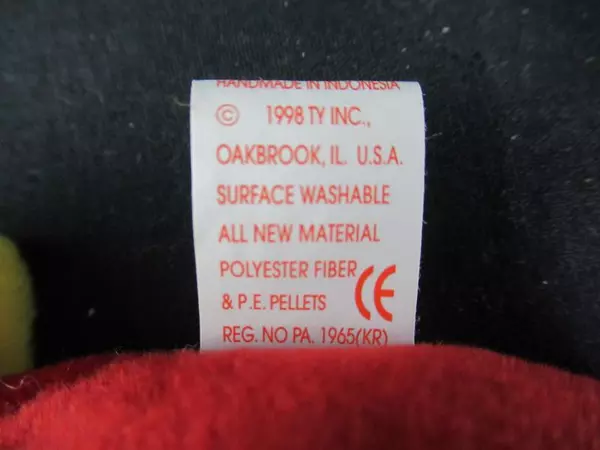 HANDMADE IN INDONESIA
© 1998 TY INC.,
OAKBROOK, IL. U.S.A.
SURFACE WASHABLE
ALL NEW MATERIAL
POLYESTER FIBER
& P.E. PELLETS CE
REG. NO PA. 1965(KR)